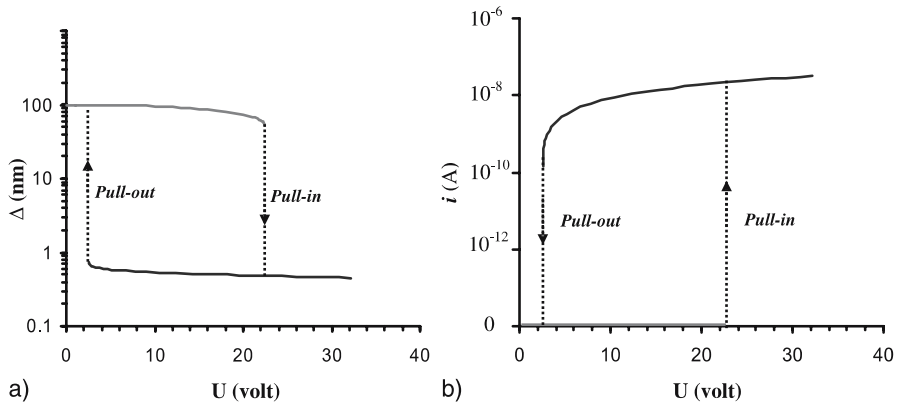 100
10
1
0.1
Δ (nm)
Pull-out
Pull-in
0 10 20 30 40
U (volt)
a)
10⁻⁶
10⁻⁸
10⁻¹⁰
10⁻¹²
0
i (A)
Pull-out
Pull-in
0 10 20 30 40
U (volt)
b)